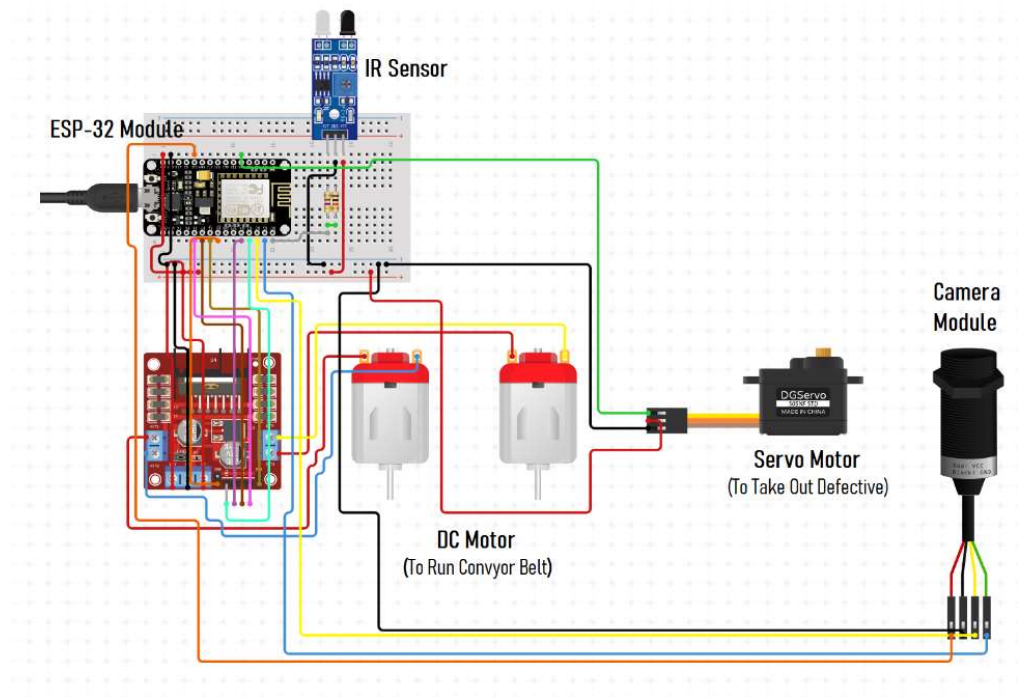 IR Sensor
ESP-32 Module
Camera
Module
DGServo
MADE IN CHINA
Servo Motor
(To Take Out Defective)
DC Motor
(To Run Convyor Belt)